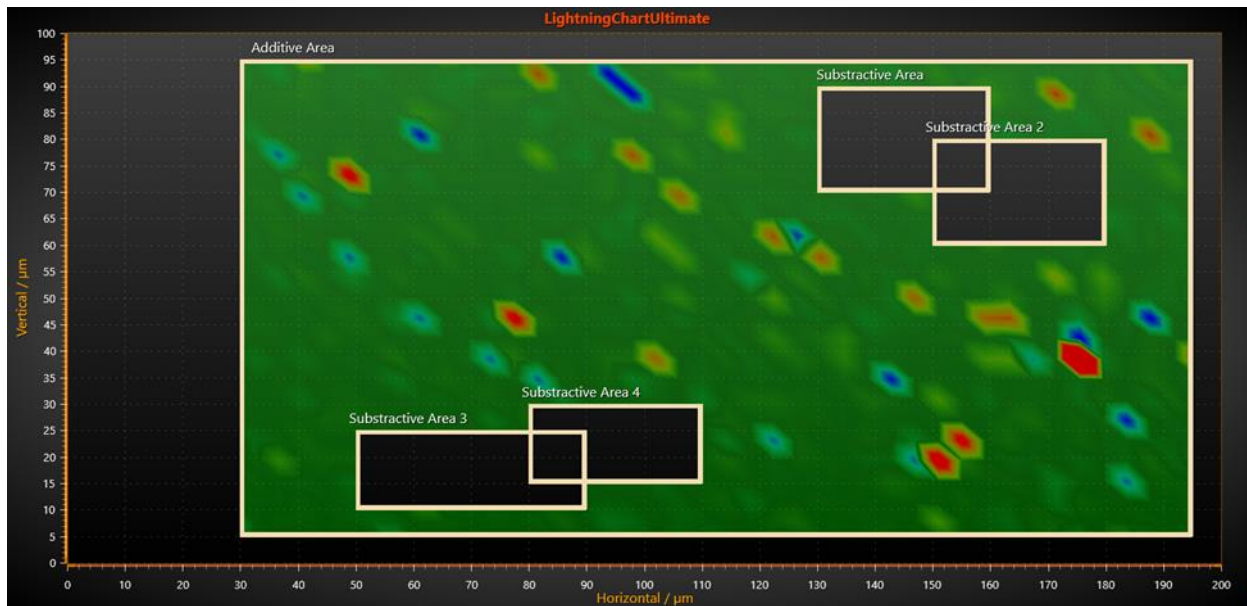 LightningChartUltimate
100
95
90
85
80
75
70
65
60
55
50
45
40
35
30
25
20
15
10
5
0
Vertical / µm
Additive Area
Substractive Area
Substractive Area 2
Substractive Area 4
Substractive Area 3
0 10 20 30 40 50 60 70 80 90 100 110 120 130 140 150 160 170 180 190 200
Horizontal / µm